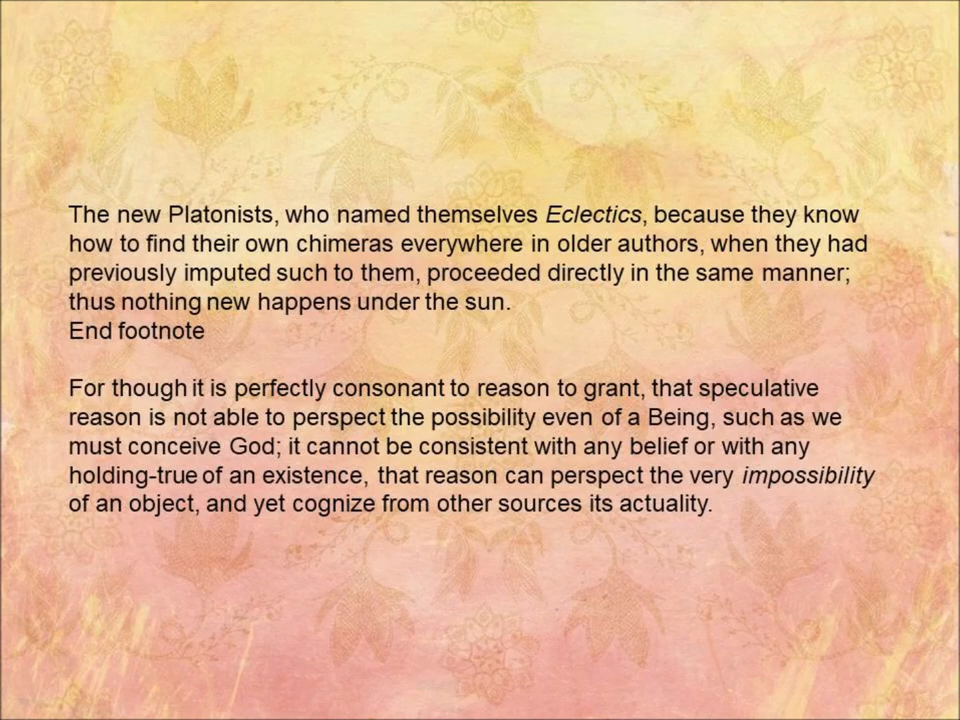 The new Platonists, who named themselves Eclectics, because they know
how to find their own chimeras everywhere in older authors, when they had
previously imputed such to them, proceeded directly in the same manner;
thus nothing new happens under the sun.
End footnote
For though it is perfectly consonant to reason to grant, that speculative
reason is not able to perspect the possibility even of a Being, such as we
must conceive God; it cannot be consistent with any belief or with any
holding-true of an existence, that reason can perspect the very impossibility
of an object, and yet cognize from other sources its actuality.